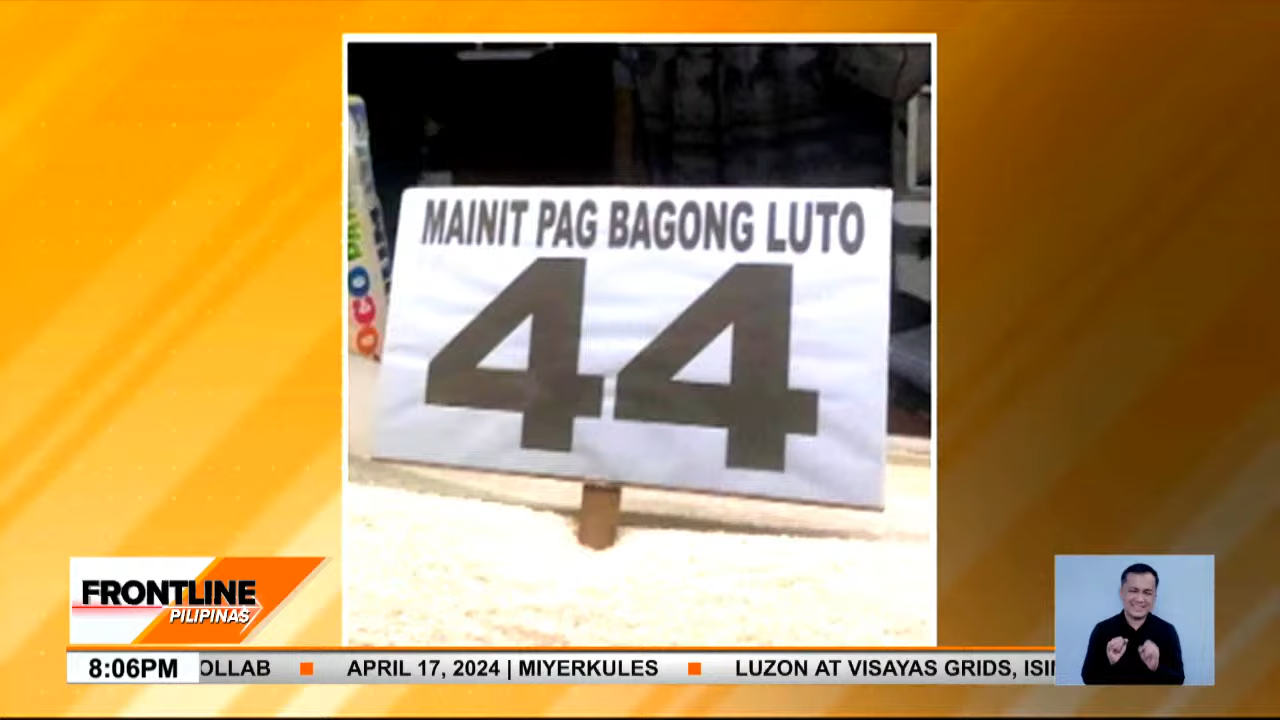 MAINIT PAG BAGONG LUTO
44
FRONTLINE
PILIPINAS
8:06PM
OLLAB ■ APRIL 17, 2024 | MIYERKULES ■ LUZON AT VISAYAS GRIDS, ISI